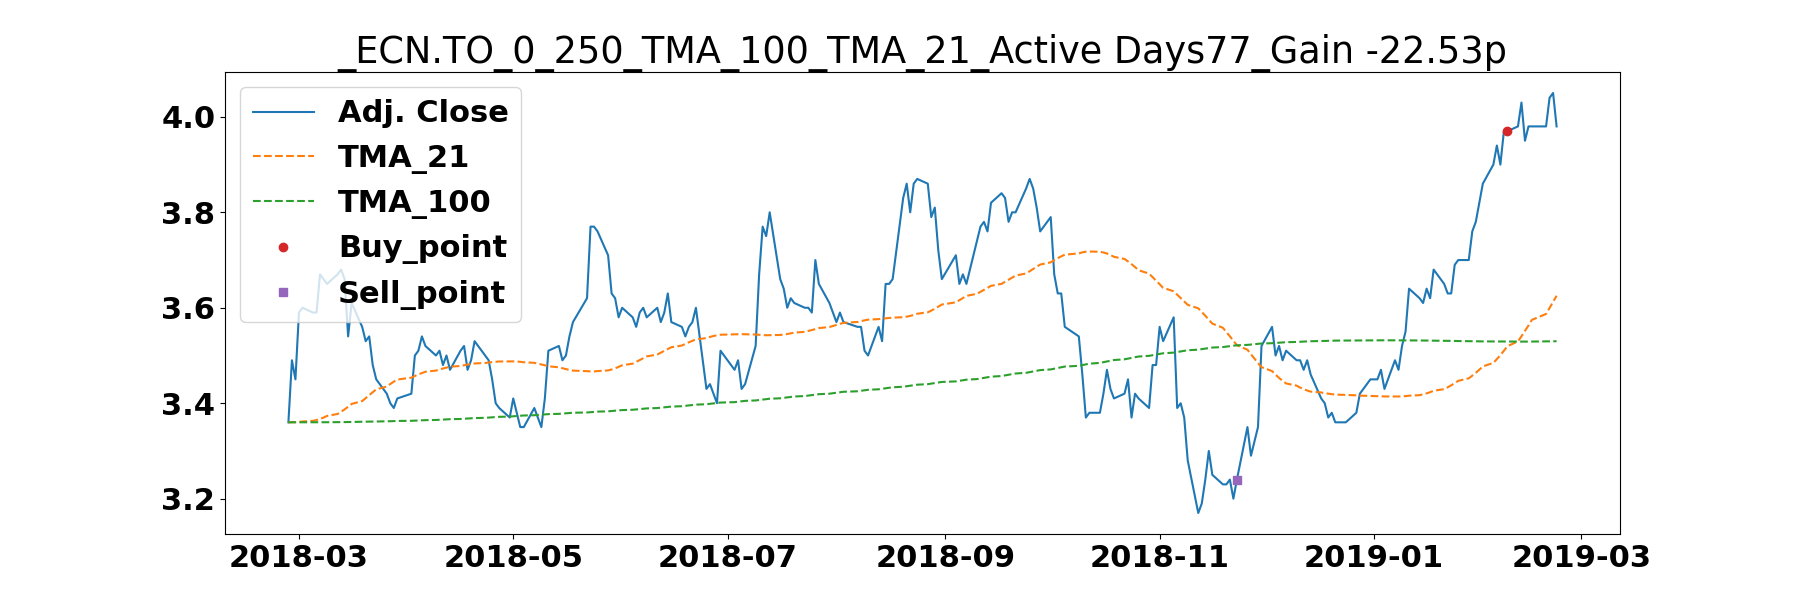 _ECN.TO_0_250_TMA_100_TMA_21_Active Days77_Gain -22.53p
Adj. Close
TMA_21
TMA_100
Buy_point
Sell_point
4.0
3.8
3.6
3.4
3.2
2018-03 2018-05 2018-07 2018-09 2018-11 2019-01 2019-03